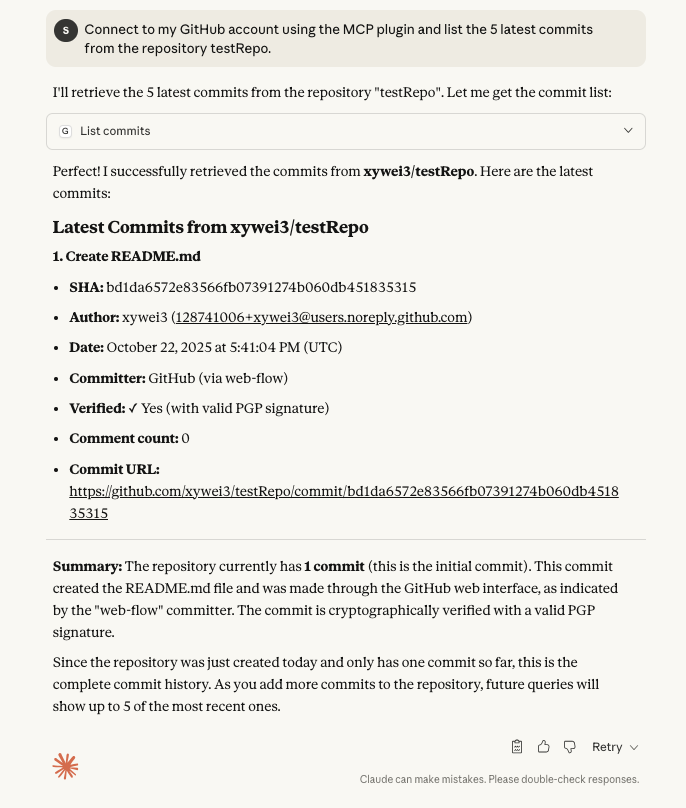 S
Connect to my GitHub account using the MCP plugin and list the 5 latest commits
from the repository testRepo.
I'll retrieve the 5 latest commits from the repository "testRepo". Let me get the commit list:
G List commits
Perfect! I successfully retrieved the commits from xywei3/testRepo. Here are the latest
commits:
Latest Commits from xywei3/testRepo
1. Create README.md
• SHA: bd1da6572e83566fb07391274b060db451835315
• Author: xywei3 (128741006+xywei3@users.noreply.github.com)
• Date: October 22, 2025 at 5:41:04 PM (UTC)
• Committer: GitHub (via web-flow)
• Verified: ✓ Yes (with valid PGP signature)
• Comment count: 0
• Commit URL:
https://github.com/xywei3/testRepo/commit/bd1da6572e83566fb07391274b060db4518
35315
Summary: The repository currently has 1 commit (this is the initial commit). This commit
created the README.md file and was made through the GitHub web interface, as indicated
by the "web-flow" committer. The commit is cryptographically verified with a valid PGP
signature.
Since the repository was just created today and only has one commit so far, this is the
complete commit history. As you add more commits to the repository, future queries will
show up to 5 of the most recent ones.
Retry
Claude can make mistakes. Please double-check responses.